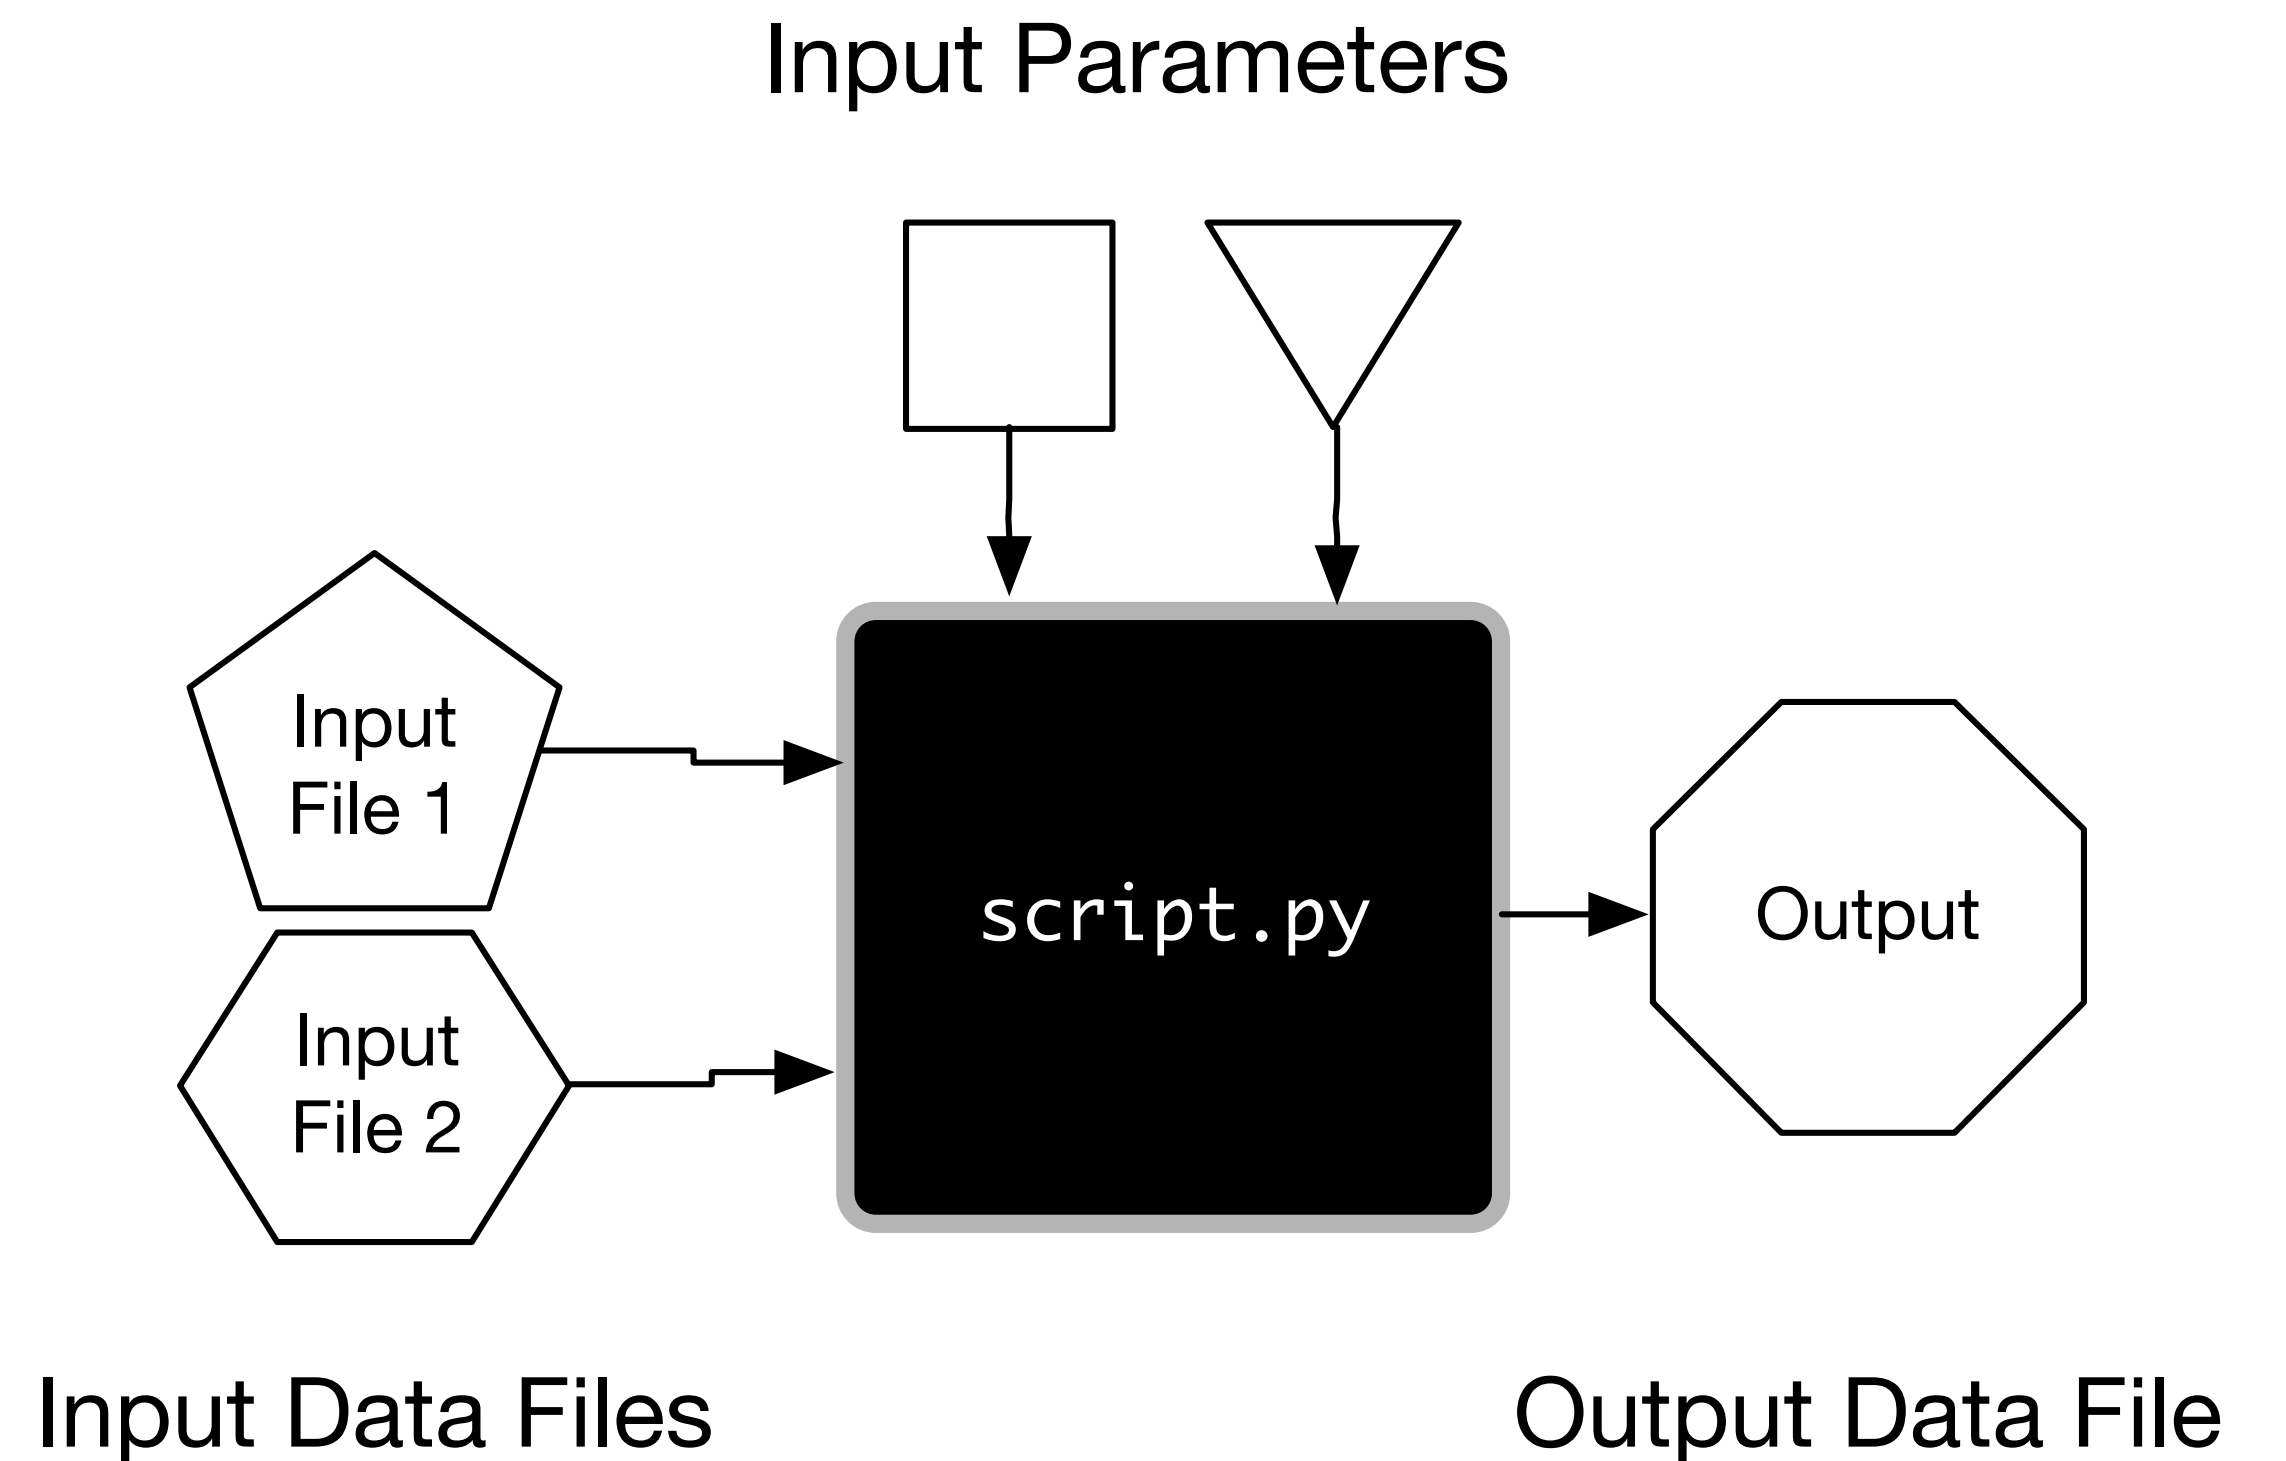 Input Parameters
Input
File 1
Input
File 2
script.py
Output
Input Data Files
Output Data File